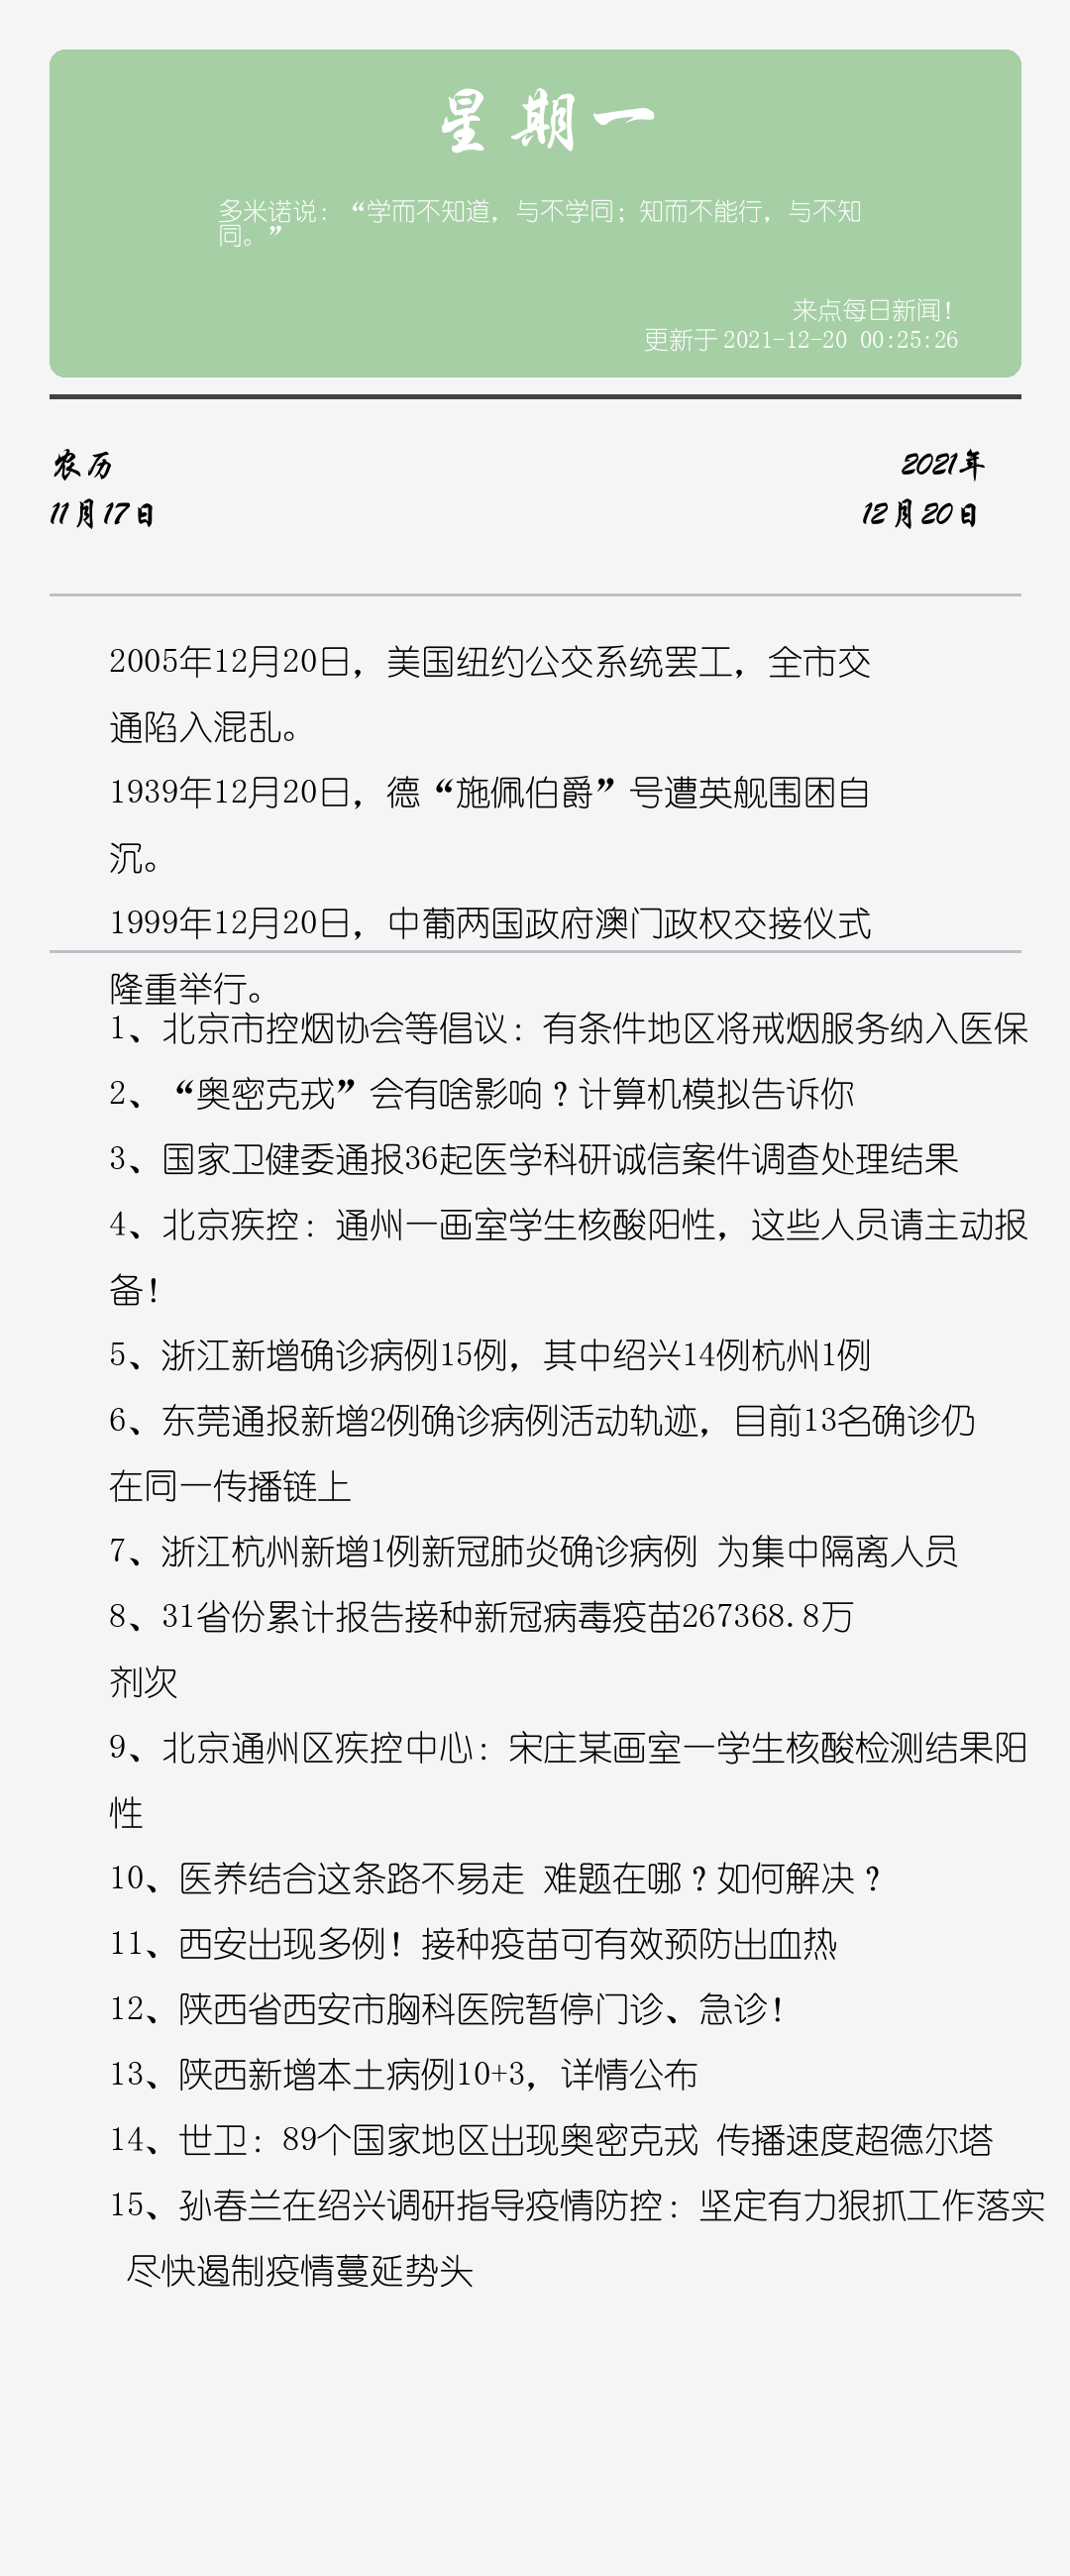 星期一
多米诺说：“学而不知道，与不学同；知而不能行，与不知
同。”
来点每日新闻！
更新于2021-12-20 00:25:26
农历
2021年
11月17日
12月20日
2005年12月20日，美国纽约公交系统罢工，全市交
通陷入混乱。
1939年12月20日，德“施佩伯爵”号遭英舰围困自
沉。
1999年12月20日，中葡两国政府澳门政权交接仪式
隆重举行。
1、北京市控烟协会等倡议：有条件地区将戒烟服务纳入医保
2、“奥密克戎”会有啥影响？计算机模拟告诉你
3、国家卫健委通报36起医学科研诚信案件调查处理结果
4、北京疾控：通州一画室学生核酸阳性，这些人员请主动报
备！
5、浙江新增确诊病例15例，其中绍兴14例杭州1例
6、东莞通报新增2例确诊病例活动轨迹，目前13名确诊仍
在同一传播链上
7、浙江杭州新增1例新冠肺炎确诊病例 为集中隔离人员
8、31省份累计报告接种新冠病毒疫苗267368.8万
剂次
9、北京通州区疾控中心：宋庄某画室一学生核酸检测结果阳
性
10、医养结合这条路不易走 难题在哪？如何解决？
11、西安出现多例！接种疫苗可有效预防出血热
12、陕西省西安市胸科医院暂停门诊、急诊！
13、陕西新增本土病例10+3，详情公布
14、世卫：89个国家地区出现奥密克戎 传播速度超德尔塔
15、孙春兰在绍兴调研指导疫情防控：坚定有力狠抓工作落实
尽快遏制疫情蔓延势头